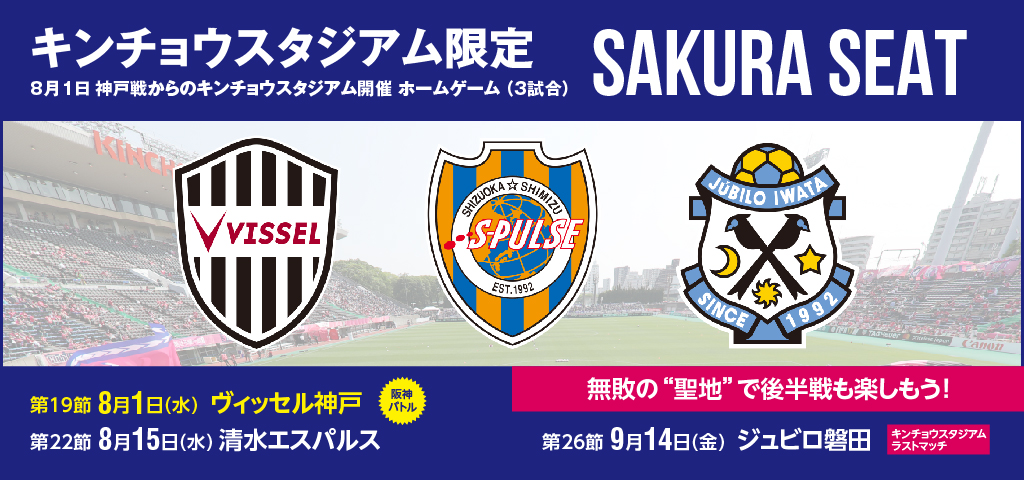 キンチョウスタジアム限定
8月1日 神戸戦からのキンチョウスタジアム開催 ホームゲーム（3試合）
SAKURA SEAT
KINCH
VISSEL
SHIZUOKA☆SHIMIZU
S-PULSE
EST.1992
JUBILO IWATA
SINCE 1992
無敗の“聖地”で後半戦も楽しもう！
第19節 8月1日(水) ヴィッセル神戸
阪神
バトル
第22節 8月15日(水) 清水エスパルス
第26節 9月14日(金) ジュビロ磐田
キンチョウスタジアム
ラストマッチ